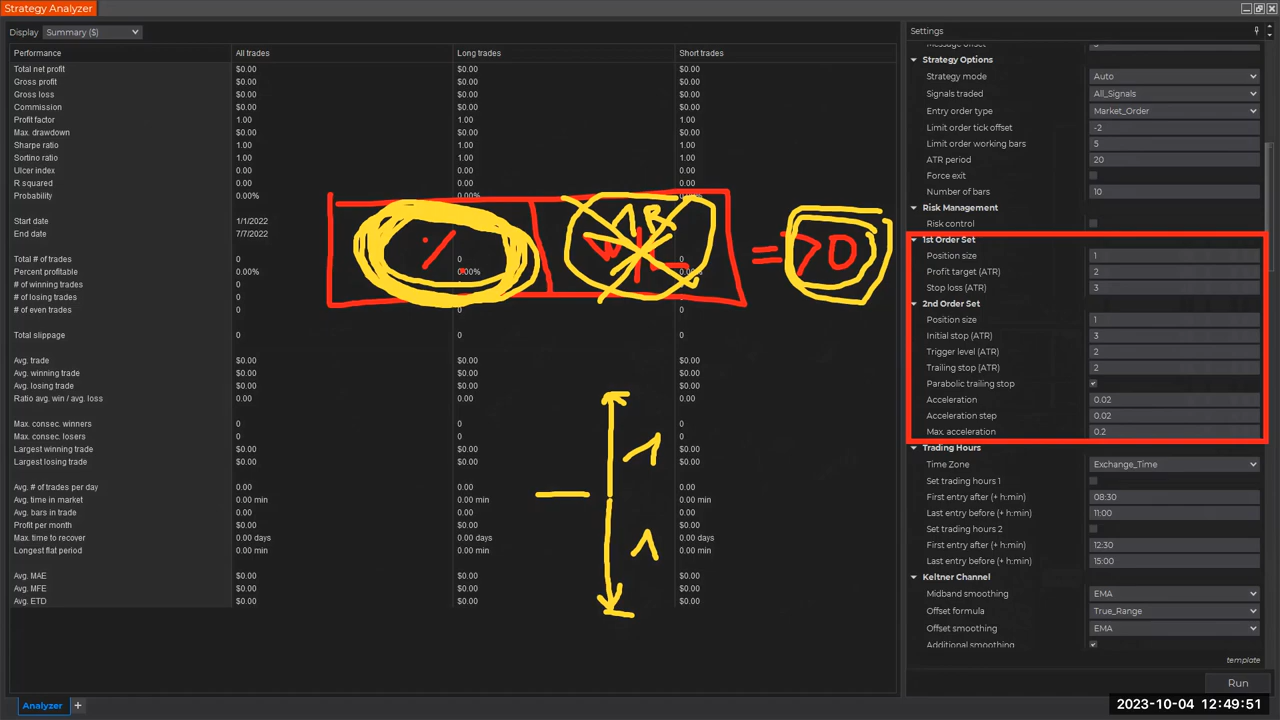 Strategy Analyzer
Display Summary ($)
Performance All trades Long trades Short trades
Total net profit $0.00 $0.00 $0.00
Gross profit $0.00 $0.00 $0.00
Gross loss $0.00 $0.00 $0.00
Commission $0.00 $0.00 $0.00
Profit factor 1.00 1.00 1.00
Max. drawdown $0.00 $0.00 $0.00
Sharpe ratio 1.00 1.00 1.00
Sortino ratio 1.00 1.00 1.00
Ulcer index 0.00 0.00 0.00
R squared 0.00 0.00 0.00
Probability 0.00% 0.00%
Start date 1/1/2022
End date 7/7/2022
Total # of trades 0 0 0
Percent profitable 0.00% 0.00%
# of winning trades 0
# of losing trades 0
# of even trades 0 0 0
Total slippage 0 0 0
Avg. trade $0.00 $0.00 $0.00
Avg. winning trade $0.00 $0.00 $0.00
Avg. losing trade $0.00 $0.00 $0.00
Ratio avg. win / avg. loss 0.00 0.00 0.00
Max. consec. winners 0 0 0
Max. consec. losers 0 0 0
Largest winning trade $0.00 $0.00 $0.00
Largest losing trade $0.00 $0.00 $0.00
Avg. # of trades per day 0.00 0.00 0.00
Avg. time in market 0.00 min 0.00 min 0.00 min
Avg. bars in trade 0.00 0.00 0.00
Profit per month $0.00 $0.00 $0.00
Max. time to recover 0.00 days 0.00 days 0.00 days
Longest flat period 0.00 min 0.00 min 0.00 min
Avg. MAE $0.00 $0.00 $0.00
Avg. MFE $0.00 $0.00 $0.00
Avg. ETD $0.00 $0.00 $0.00
% = >0
1
1
Analyzer +
Settings
Strategy Options
Strategy mode Auto
Signals traded All_Signals
Entry order type Market_Order
Limit order tick offset -2
Limit order working bars 5
ATR period 20
Force exit
Number of bars 10
Risk Management
Risk control
1st Order Set
Position size 1
Profit target (ATR) 2
Stop loss (ATR) 3
2nd Order Set
Position size 1
Initial stop (ATR) 3
Trigger level (ATR) 2
Trailing stop (ATR) 2
Parabolic trailing stop
Acceleration 0.02
Acceleration step 0.02
Max. acceleration 0.2
Trading Hours
Time Zone Exchange_Time
Set trading hours 1
First entry after (+ h:min) 08:30
Last entry before (+ h:min) 11:00
Set trading hours 2
First entry after (+ h:min) 12:30
Last entry before (+ h:min) 15:00
Keltner Channel
Midband smoothing EMA
Offset formula True_Range
Offset smoothing EMA
Additional smoothing
template
Run
2023-10-04 12:49:51